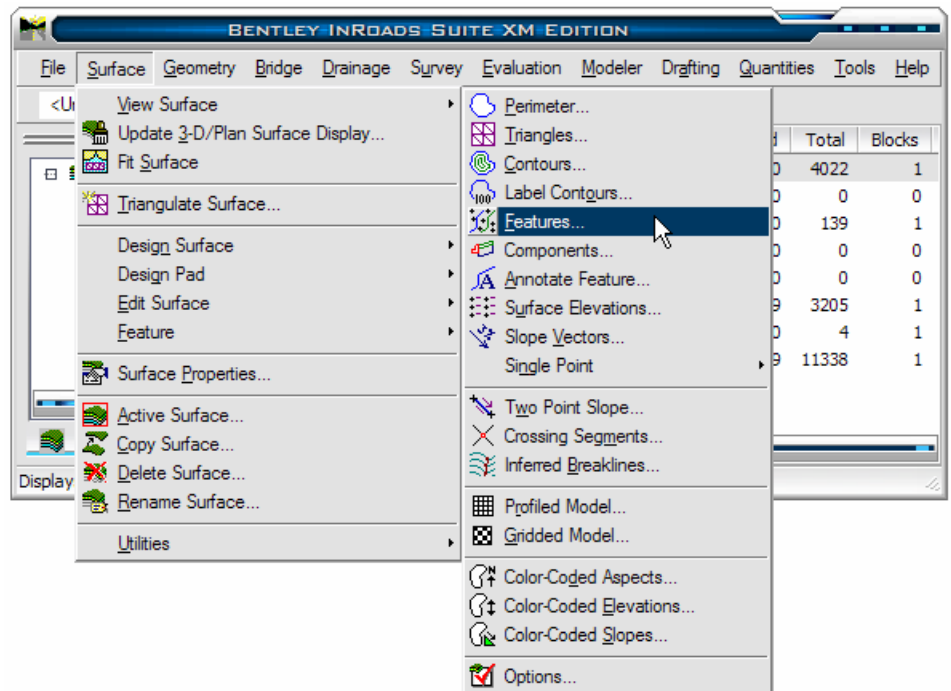 BENTLEY INROADS SUITE XM EDITION
File Surface Geometry Bridge Drainage Survey Evaluation Modeler Drafting Quantities Tools Help
View Surface
Update 3-D/Plan Surface Display...
Fit Surface
Triangulate Surface...
Design Surface
Design Pad
Edit Surface
Feature
Surface Properties...
Active Surface...
Copy Surface...
Delete Surface...
Rename Surface...
Utilities
Display
Perimeter...
Triangles...
Contours...
100 Label Contours...
Features...
Components...
A Annotate Feature...
Surface Elevations...
Slope Vectors...
Single Point
Two Point Slope...
Crossing Segments...
Inferred Breaklines...
Profiled Model...
Gridded Model...
N Color-Coded Aspects...
Color-Coded Elevations...
Color-Coded Slopes...
Options...
Total Blocks
4022 1
0 0
139 1
0 0
0 0
9 3205 1
4 1
9 11338 1